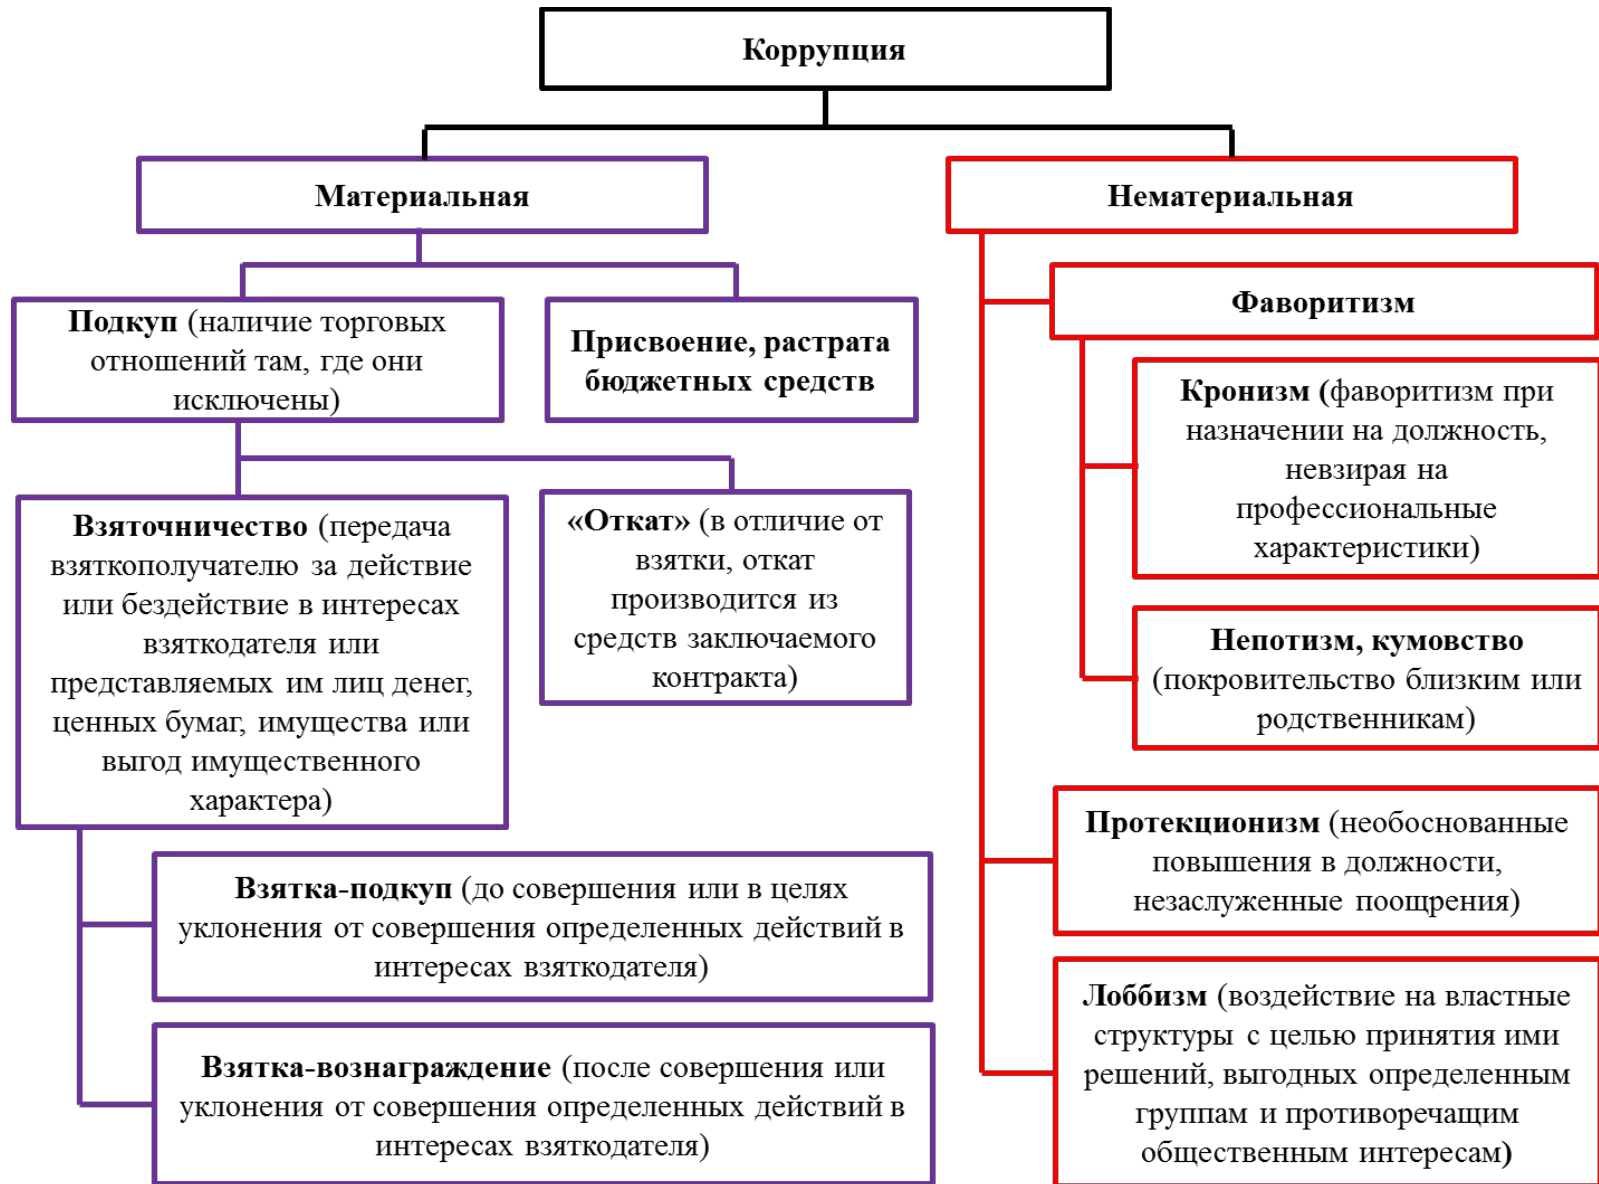 Коррупция
Материальная
Нематериальная
Подкуп (наличие торговых
отношений там, где они
исключены)
Присвоение, растрата
бюджетных средств
Взяточничество (передача
взяткополучателю за действие
или бездействие в интересах
взяткодателя или
представляемых им лиц денег,
ценных бумаг, имущества или
выгод имущественного
характера)
«Откат» (в отличие от
взятки, откат
производится из
средств заключаемого
контракта)
Взятка-подкуп (до совершения или в целях
уклонения от совершения определенных действий в
интересах взяткодателя)
Взятка-вознаграждение (после совершения или
уклонения от совершения определенных действий в
интересах взяткодателя)
Фаворитизм
Кронизм (фаворитизм при
назначении на должность,
невзирая на
профессиональные
характеристики)
Непотизм, кумовство
(покровительство близким или
родственникам)
Протекционизм (необоснованные
повышения в должности,
незаслуженные поощрения)
Лоббизм (воздействие на властные
структуры с целью принятия ими
решений, выгодных определенным
группам и противоречащим
общественным интересам)